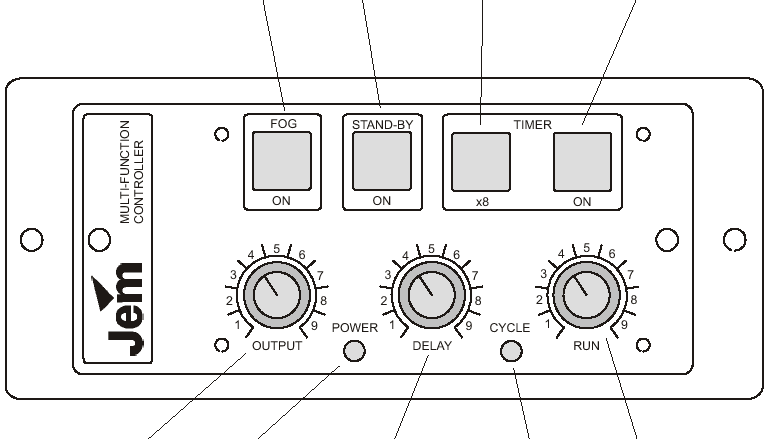 MULTI-FUNCTION
CONTROLLER
Jem
FOG
ON
STAND-BY
ON
TIMER
x8
ON
1 2 3 4 5 6 7 8 9
OUTPUT
POWER
1 2 3 4 5 6 7 8 9
DELAY
CYCLE
1 2 3 4 5 6 7 8 9
RUN